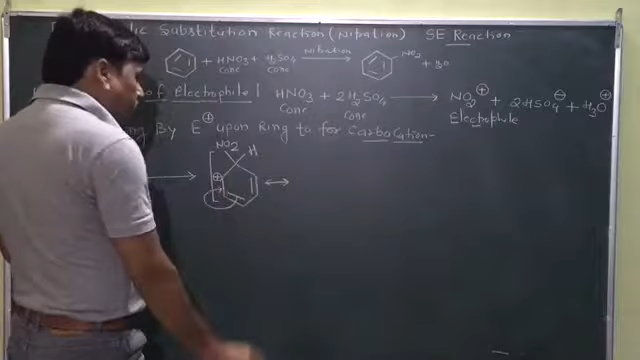 Substitution Reaction (Nitration) SE Reaction
+ HNO3 + H2SO4 Nitration NO2 + H2O
Conc Conc
of Electrophile HNO3 + 2H2SO4 → NO2⊕ + 2HSO4⊖ + H3O⊕
Conc Conc Electrophile
By E⊕ upon Ring to for Carbocation-
NO2 H
⊕